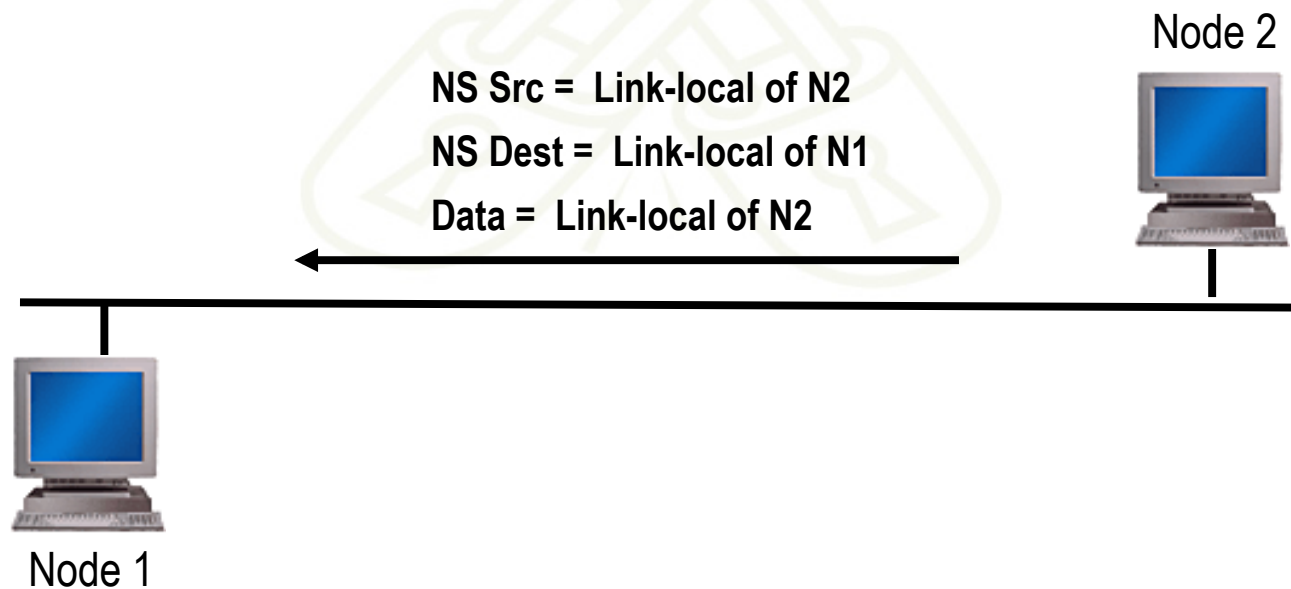 Node 2
NS Src = Link-local of N2
NS Dest = Link-local of N1
Data = Link-local of N2
Node 1